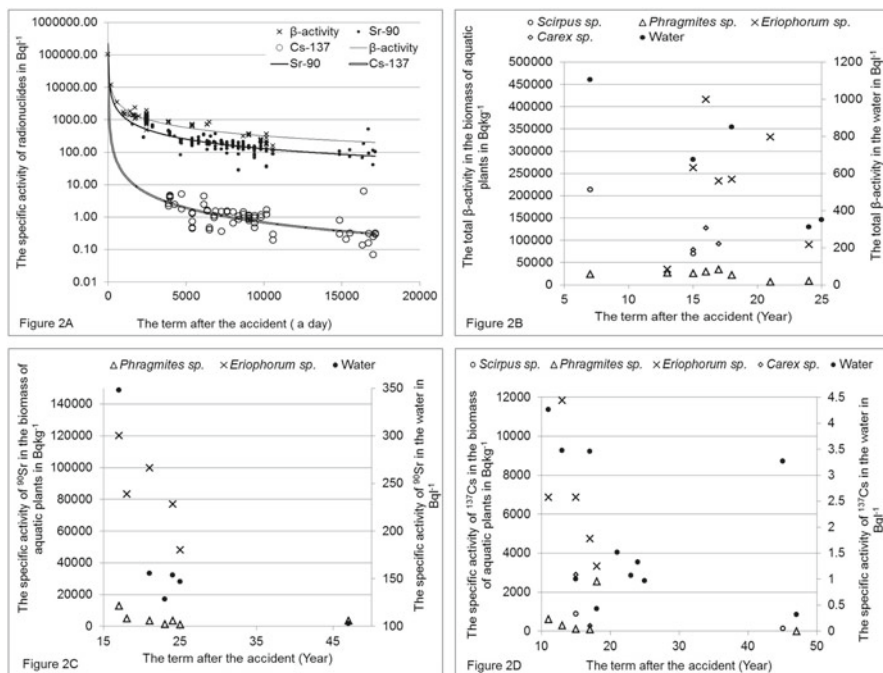 The specific activity of radionuclides in Bql-1
1000000.00
100000.00
10000.00
1000.00
100.00
10.00
1.00
0.10
0.01
× β-activity • Sr-90
○ Cs-137 β-activity
Sr-90 Cs-137
0 5000 10000 15000 20000
The term after the accident ( a day)
Figure 2A
○ Scirpus sp. △ Phragmites sp. × Eriophorum sp.
◇ Carex sp. • Water
The total β-activity in the biomass of aquatic
plants in Bqkg-1
500000
450000
400000
350000
300000
250000
200000
150000
100000
50000
0
1200
1000
800
600
400
200
0
The total β-activity in the water in Bql-1
5 10 15 20 25
The term after the accident (Year)
Figure 2B
△ Phragmites sp. × Eriophorum sp. • Water
The specific activity of 90Sr in the biomass of
aquatic plants in Bqkg-1
140000
120000
100000
80000
60000
40000
20000
0
350
300
250
200
150
100
The specific activity of 90Sr in the water in
Bql-1
15 25 35 45
The term after the accident (Year)
Figure 2C
○ Scirpus sp. △ Phragmites sp. × Eriophorum sp. ◇ Carex sp. • Water
The specific activity of 137Cs in the biomass
of aquatic plants in Bqkg-1
12000
10000
8000
6000
4000
2000
0
4.5
4
3.5
3
2.5
2
1.5
1
0.5
0
The specific activity of 137Cs in the water in
Bql-1
10 20 30 40 50
The term after the accident (Year)
Figure 2D